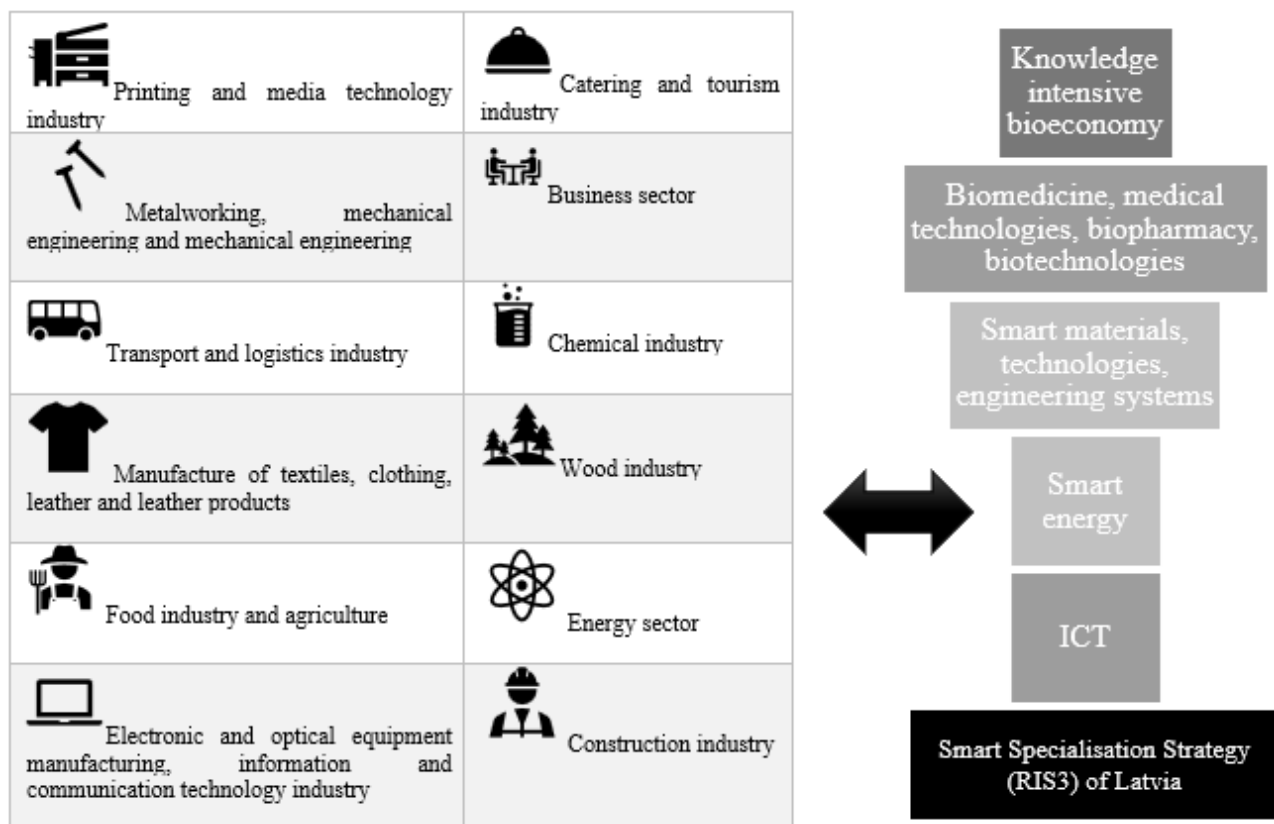 Printing and media technology
industry
Catering and tourism
industry
Metalworking, mechanical
engineering and mechanical engineering
Business sector
Transport and logistics industry
Chemical industry
Manufacture of textiles, clothing,
leather and leather products
Wood industry
Food industry and agriculture
Energy sector
Electronic and optical equipment
manufacturing, information and
communication technology industry
Construction industry
Knowledge
intensive
bioeconomy
Biomedicine, medical
technologies, biopharmacy,
biotechnologies
Smart materials,
technologies,
engineering systems
Smart
energy
ICT
Smart Specialisation Strategy
(RIS3) of Latvia